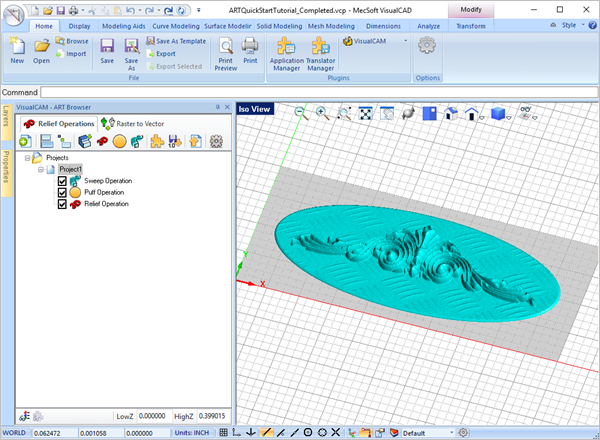 ARTQuickStartTutorial_Completed.vcp - MecSoft VisualCAD
Modify
Home Display Modeling Aids Curve Modeling Surface Modelir Solid Modeling Mesh Modeling Dimensions Analyze Transform Style
New Open Browse Import Save Save As Save As Template Export Export Selected Print Preview Print Application Manager Translator Manager VisualCAM Options
File Plugins
Command
Layers
Properties
VisualCAM - ART Browser
Relief Operations Raster to Vector
Projects
Project1
Sweep Operation
Puff Operation
Relief Operation
Iso View
Y
X
LowZ 0.000000 HighZ 0.399015
WORLD 0.062472 0.001058 0.000000 Units: INCH Default